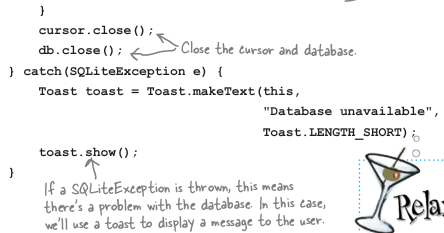 }
cursor.close();
db.close();
Close the cursor and database.
} catch(SQLiteException e) {
Toast toast = Toast.makeText(this,
"Database unavailable",
Toast.LENGTH_SHORT);
toast.show();
}
If a SQLiteException is thrown, this means
there's a problem with the database. In this case,
we'll use a toast to display a message to the user.